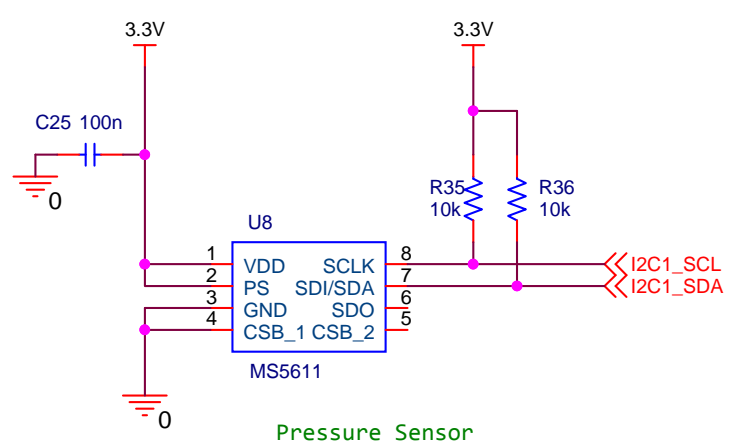 3.3V
3.3V
C25 100n
0
R35
10k
R36
10k
U8
1
VDD
SCLK
8
2
PS
SDI/SDA
7
3
GND
SDO
6
4
CSB_1
CSB_2
5
I2C1_SCL
I2C1_SDA
MS5611
0
Pressure Sensor